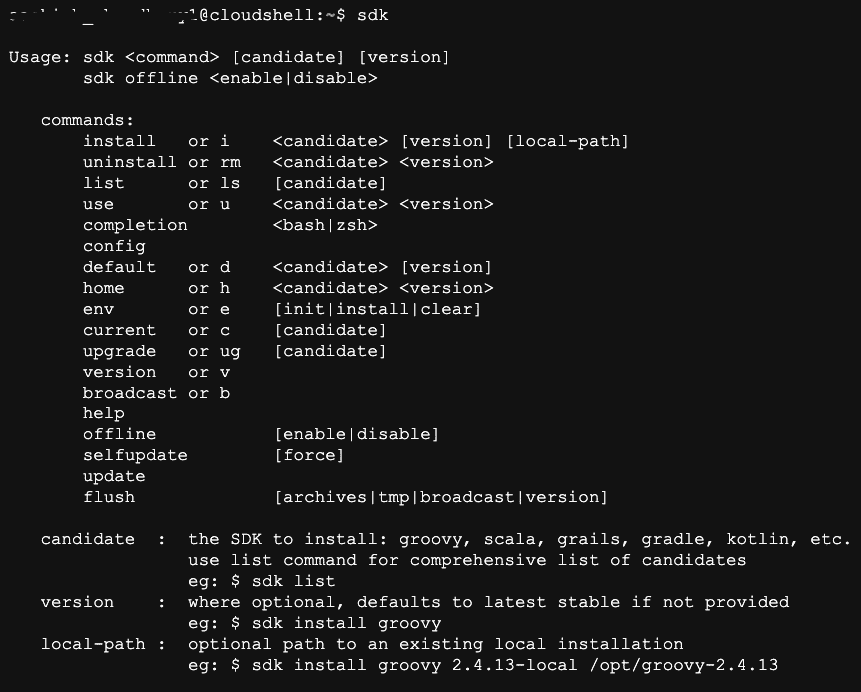 @cloudshell:~$ sdk
Usage: sdk <command> [candidate] [version]
sdk offline <enable|disable>
commands:
install or i <candidate> [version] [local-path]
uninstall or rm <candidate> <version>
list or ls [candidate]
use or u <candidate> <version>
completion <bash|zsh>
config
default or d <candidate> [version]
home or h <candidate> <version>
env or e [init|install|clear]
current or c [candidate]
upgrade or ug [candidate]
version or v
broadcast or b
help
offline [enable|disable]
selfupdate [force]
update
flush [archives|tmp|broadcast|version]
candidate : the SDK to install: groovy, scala, grails, gradle, kotlin, etc.
use list command for comprehensive list of candidates
eg: $ sdk list
version : where optional, defaults to latest stable if not provided
eg: $ sdk install groovy
local-path : optional path to an existing local installation
eg: $ sdk install groovy 2.4.13-local /opt/groovy-2.4.13